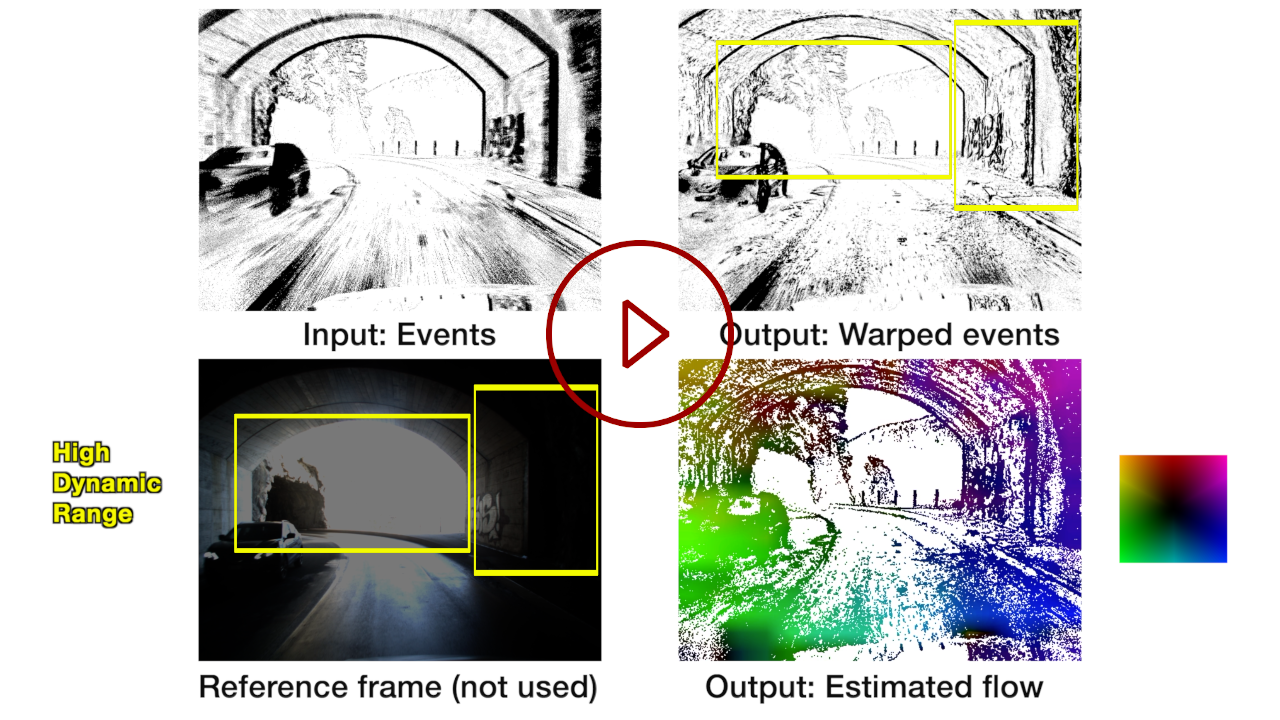 Input: Events
Output: Warped events
High
Dynamic
Range
Reference frame (not used)
Output: Estimated flow